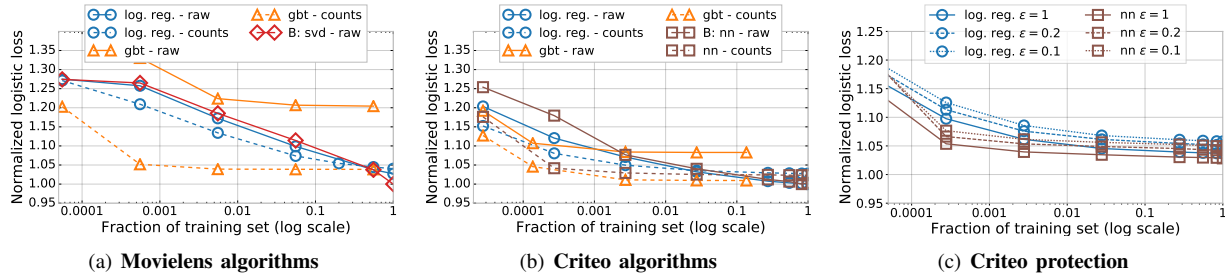 log. reg. - raw
log. reg. - counts
gbt - raw
gbt - counts
B: svd - raw
Normalized logistic loss
1.35
1.30
1.25
1.20
1.15
1.10
1.05
1.00
0.95
0.0001 0.001 0.01 0.1 1
Fraction of training set (log scale)
(a) Movielens algorithms
log. reg. - raw
log. reg. - counts
gbt - raw
gbt - counts
B: nn - raw
nn - counts
Normalized logistic loss
1.35
1.30
1.25
1.20
1.15
1.10
1.05
1.00
0.95
0.0001 0.001 0.01 0.1 1
Fraction of training set (log scale)
(b) Criteo algorithms
log. reg. ε = 1
log. reg. ε = 0.2
log. reg. ε = 0.1
nn ε = 1
nn ε = 0.2
nn ε = 0.1
Normalized logistic loss
1.25
1.20
1.15
1.10
1.05
1.00
0.95
0.0001 0.001 0.01 0.1 1
Fraction of training set (log scale)
(c) Criteo protection